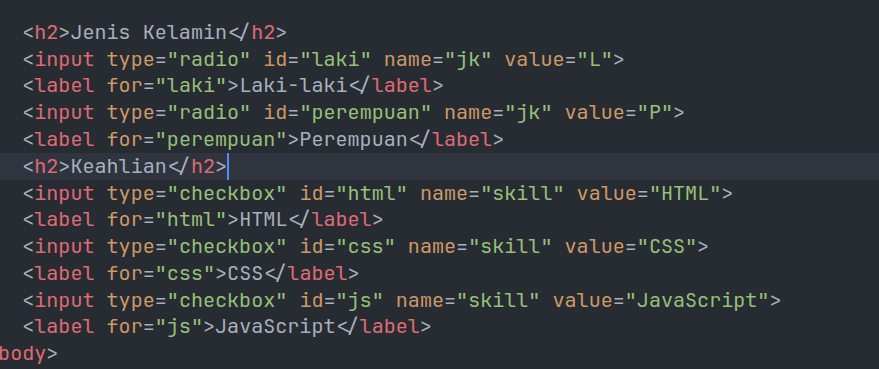 <h2>Jenis Kelamin</h2>
<input type="radio" id="laki" name="jk" value="L">
<label for="laki">Laki-laki</label>
<input type="radio" id="perempuan" name="jk" value="P">
<label for="perempuan">Perempuan</label>
<h2>Keahlian</h2>
<input type="checkbox" id="html" name="skill" value="HTML">
<label for="html">HTML</label>
<input type="checkbox" id="css" name="skill" value="CSS">
<label for="css">CSS</label>
<input type="checkbox" id="js" name="skill" value="JavaScript">
<label for="js">JavaScript</label>
body>